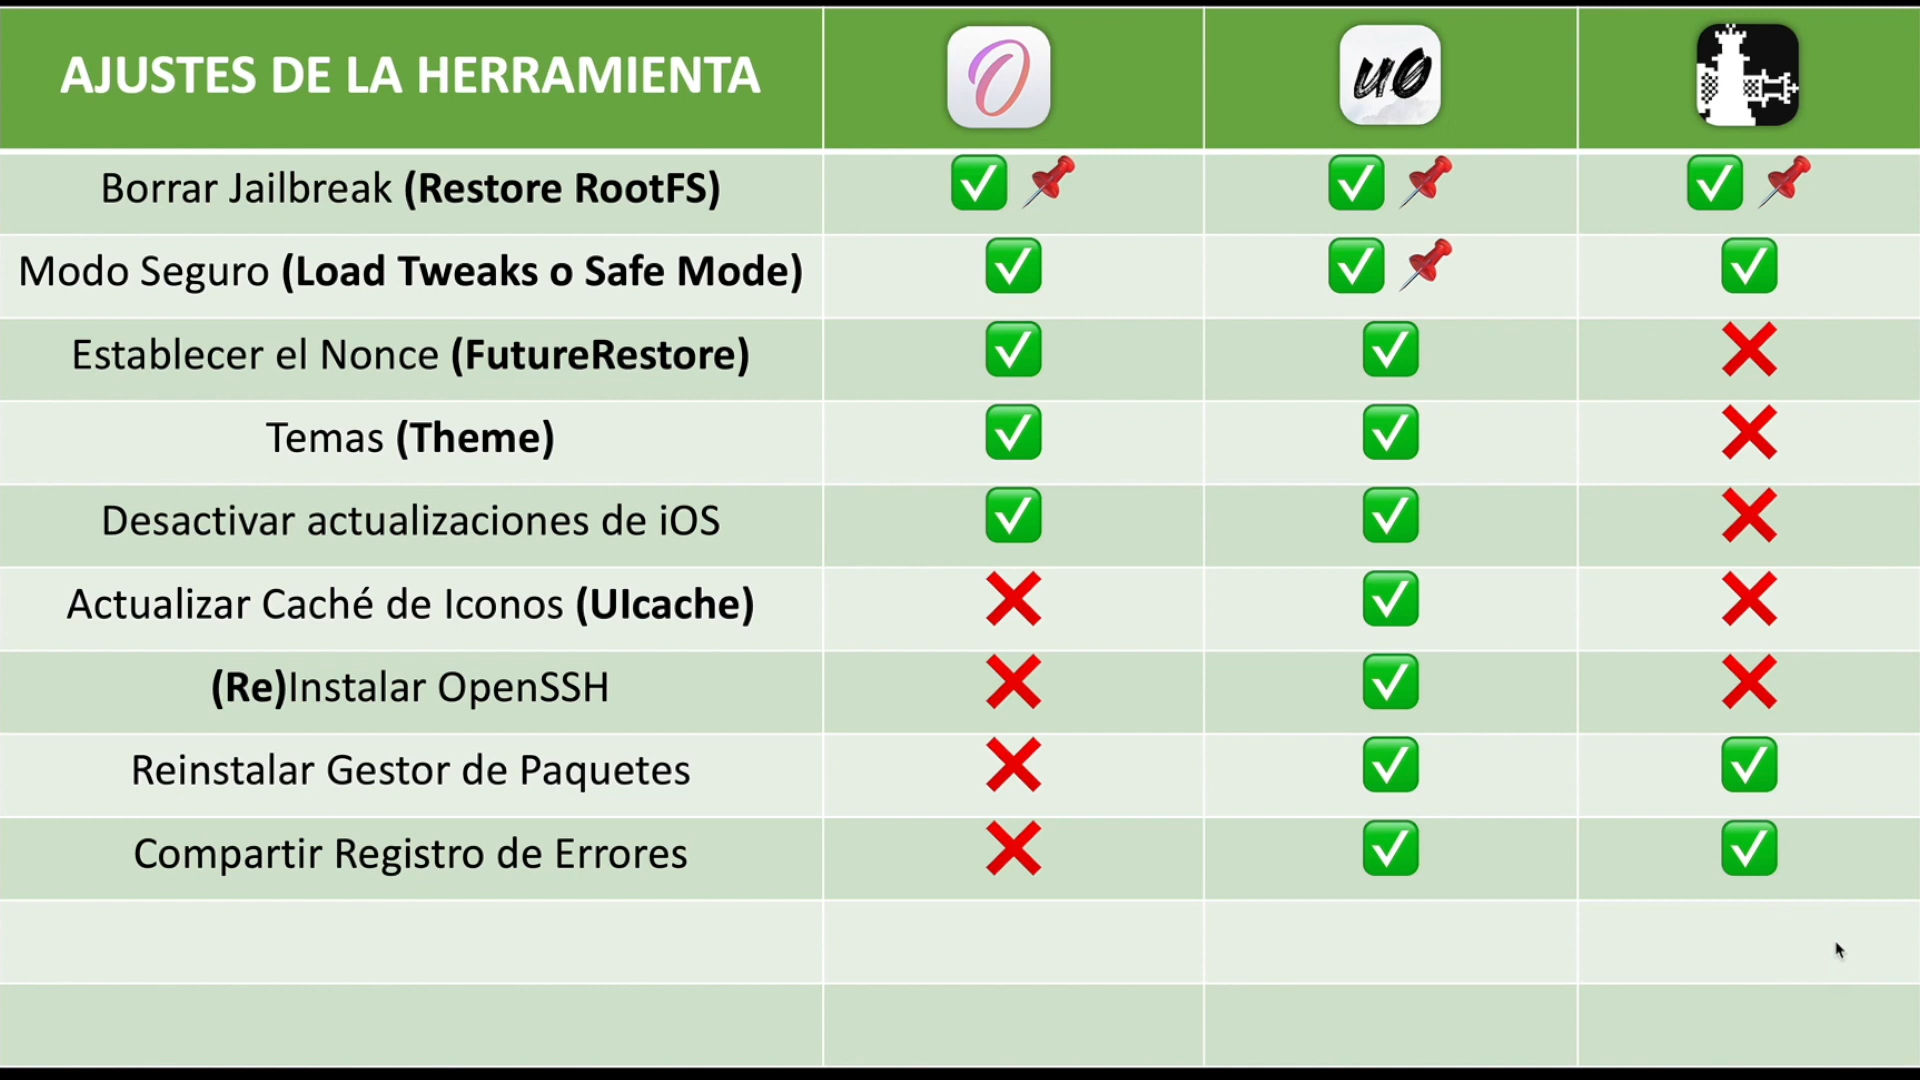 AJUSTES DE LA HERRAMIENTA
O
u0
Borrar Jailbreak (Restore RootFS)
Modo Seguro (Load Tweaks o Safe Mode)
Establecer el Nonce (FutureRestore)
Temas (Theme)
Desactivar actualizaciones de iOS
Actualizar Caché de Iconos (UIcache)
(Re)Instalar OpenSSH
Reinstalar Gestor de Paquetes
Compartir Registro de Errores